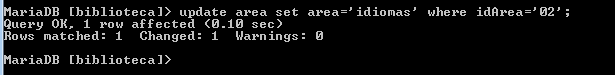 MariaDB [biblioteca]> update area set area='idiomas' where idArea='02';
Query OK, 1 row affected (0.10 sec)
Rows matched: 1  Changed: 1  Warnings: 0
MariaDB [biblioteca]>